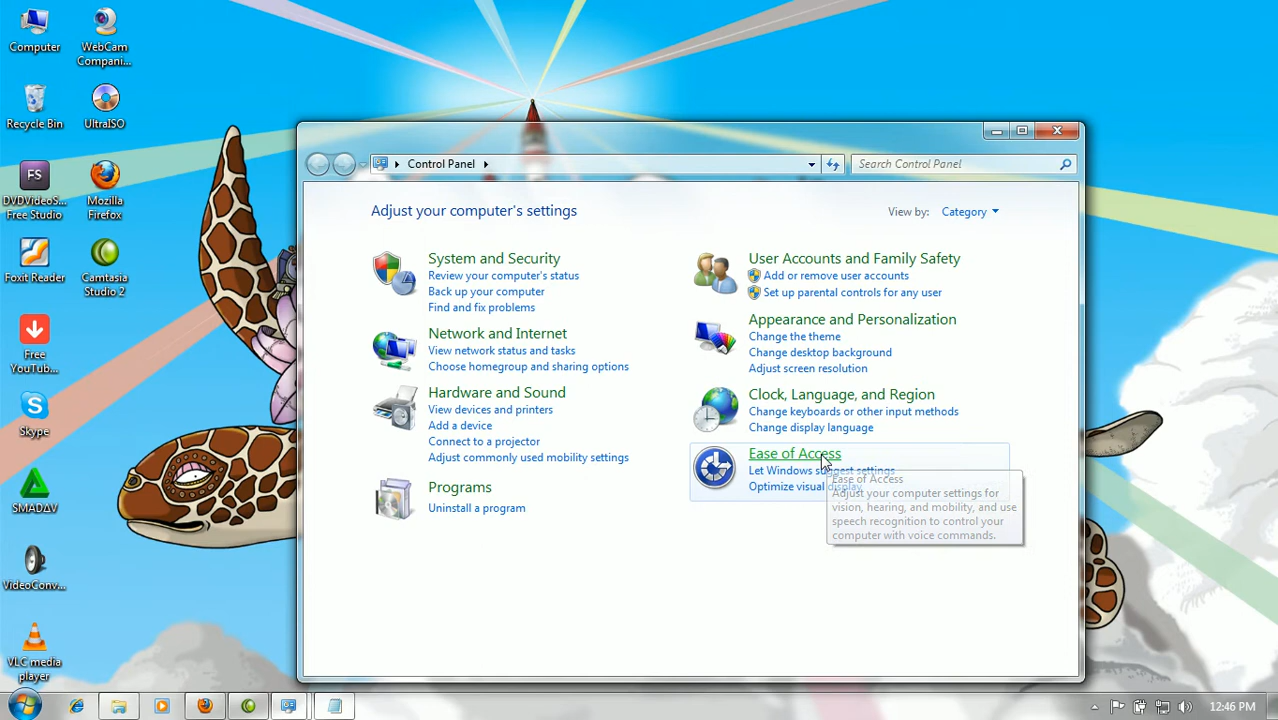 Computer
WebCam
Compani...
Recycle Bin
UltraISO
FS
DVDVideoS...
Free Studio
Mozilla
Firefox
Foxit Reader
Camtasia
Studio 2
Free
YouTub...
Skype
SMADΔV
VideoConv...
VLC media
player
Control Panel
Search Control Panel
Adjust your computer's settings
View by: Category
System and Security
Review your computer's status
Back up your computer
Find and fix problems
Network and Internet
View network status and tasks
Choose homegroup and sharing options
Hardware and Sound
View devices and printers
Add a device
Connect to a projector
Adjust commonly used mobility settings
Programs
Uninstall a program
User Accounts and Family Safety
Add or remove user accounts
Set up parental controls for any user
Appearance and Personalization
Change the theme
Change desktop background
Adjust screen resolution
Clock, Language, and Region
Change keyboards or other input methods
Change display language
Ease of Access
Let Windows suggest settings
Optimize visual display
Ease of Access
Adjust your computer settings for
vision, hearing, and mobility, and use
speech recognition to control your
computer with voice commands.
12:46 PM